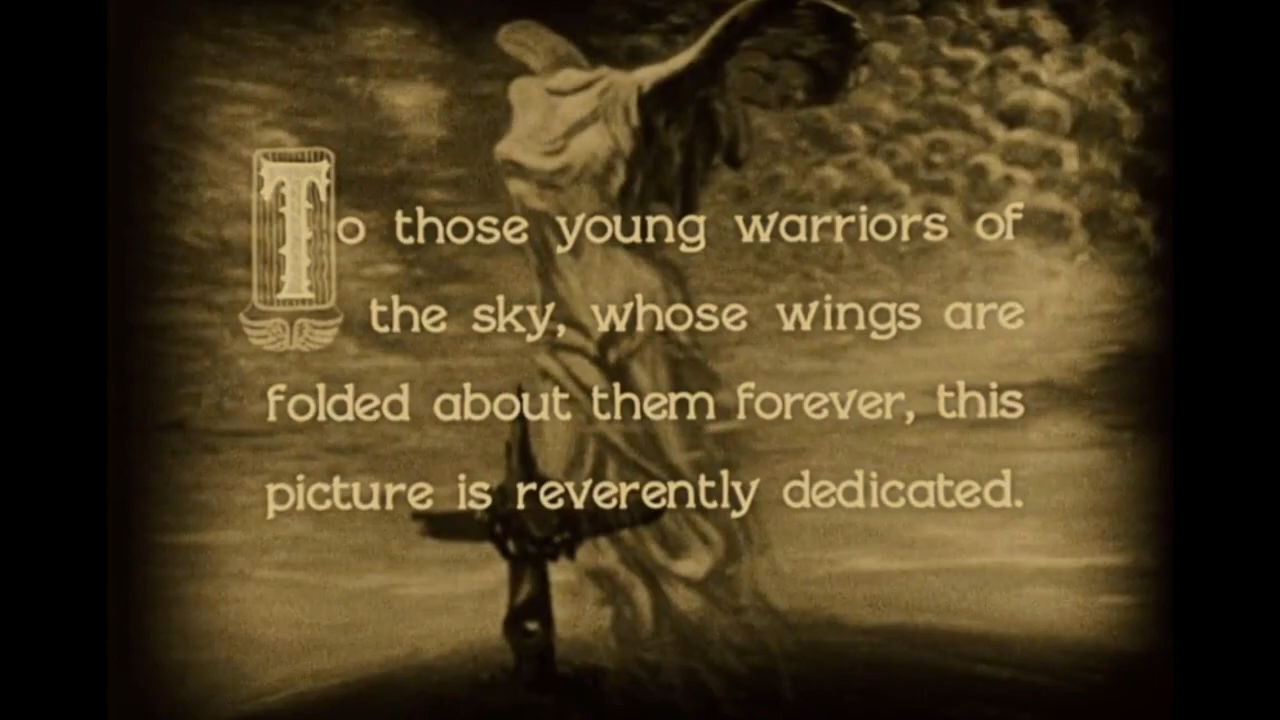 To those young warriors of
the sky, whose wings are
folded about them forever, this
picture is reverently dedicated.